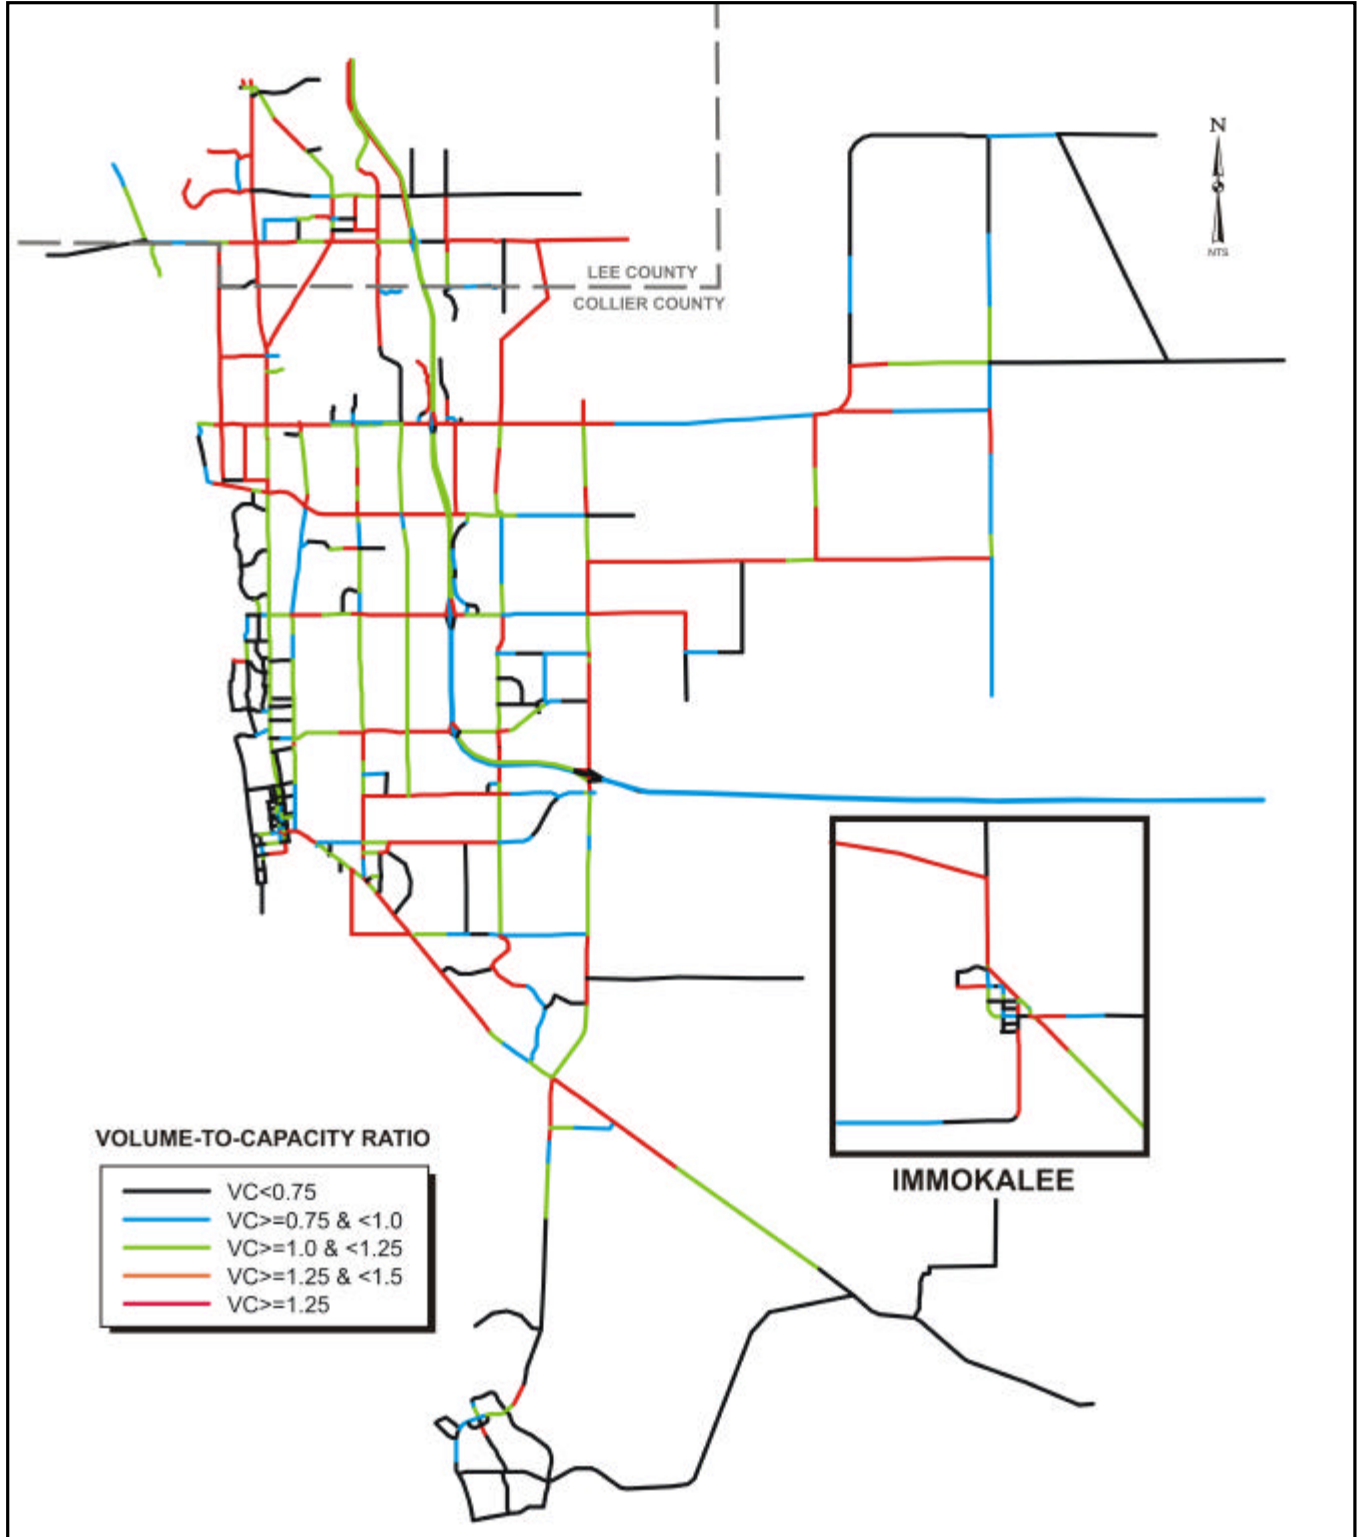 N
NTS
LEE COUNTY
COLLIER COUNTY
VOLUME-TO-CAPACITY RATIO
VC<0.75
VC>=0.75 & <1.0
VC>=1.0 & <1.25
VC>=1.25 & <1.5
VC>=1.25
IMMOKALEE